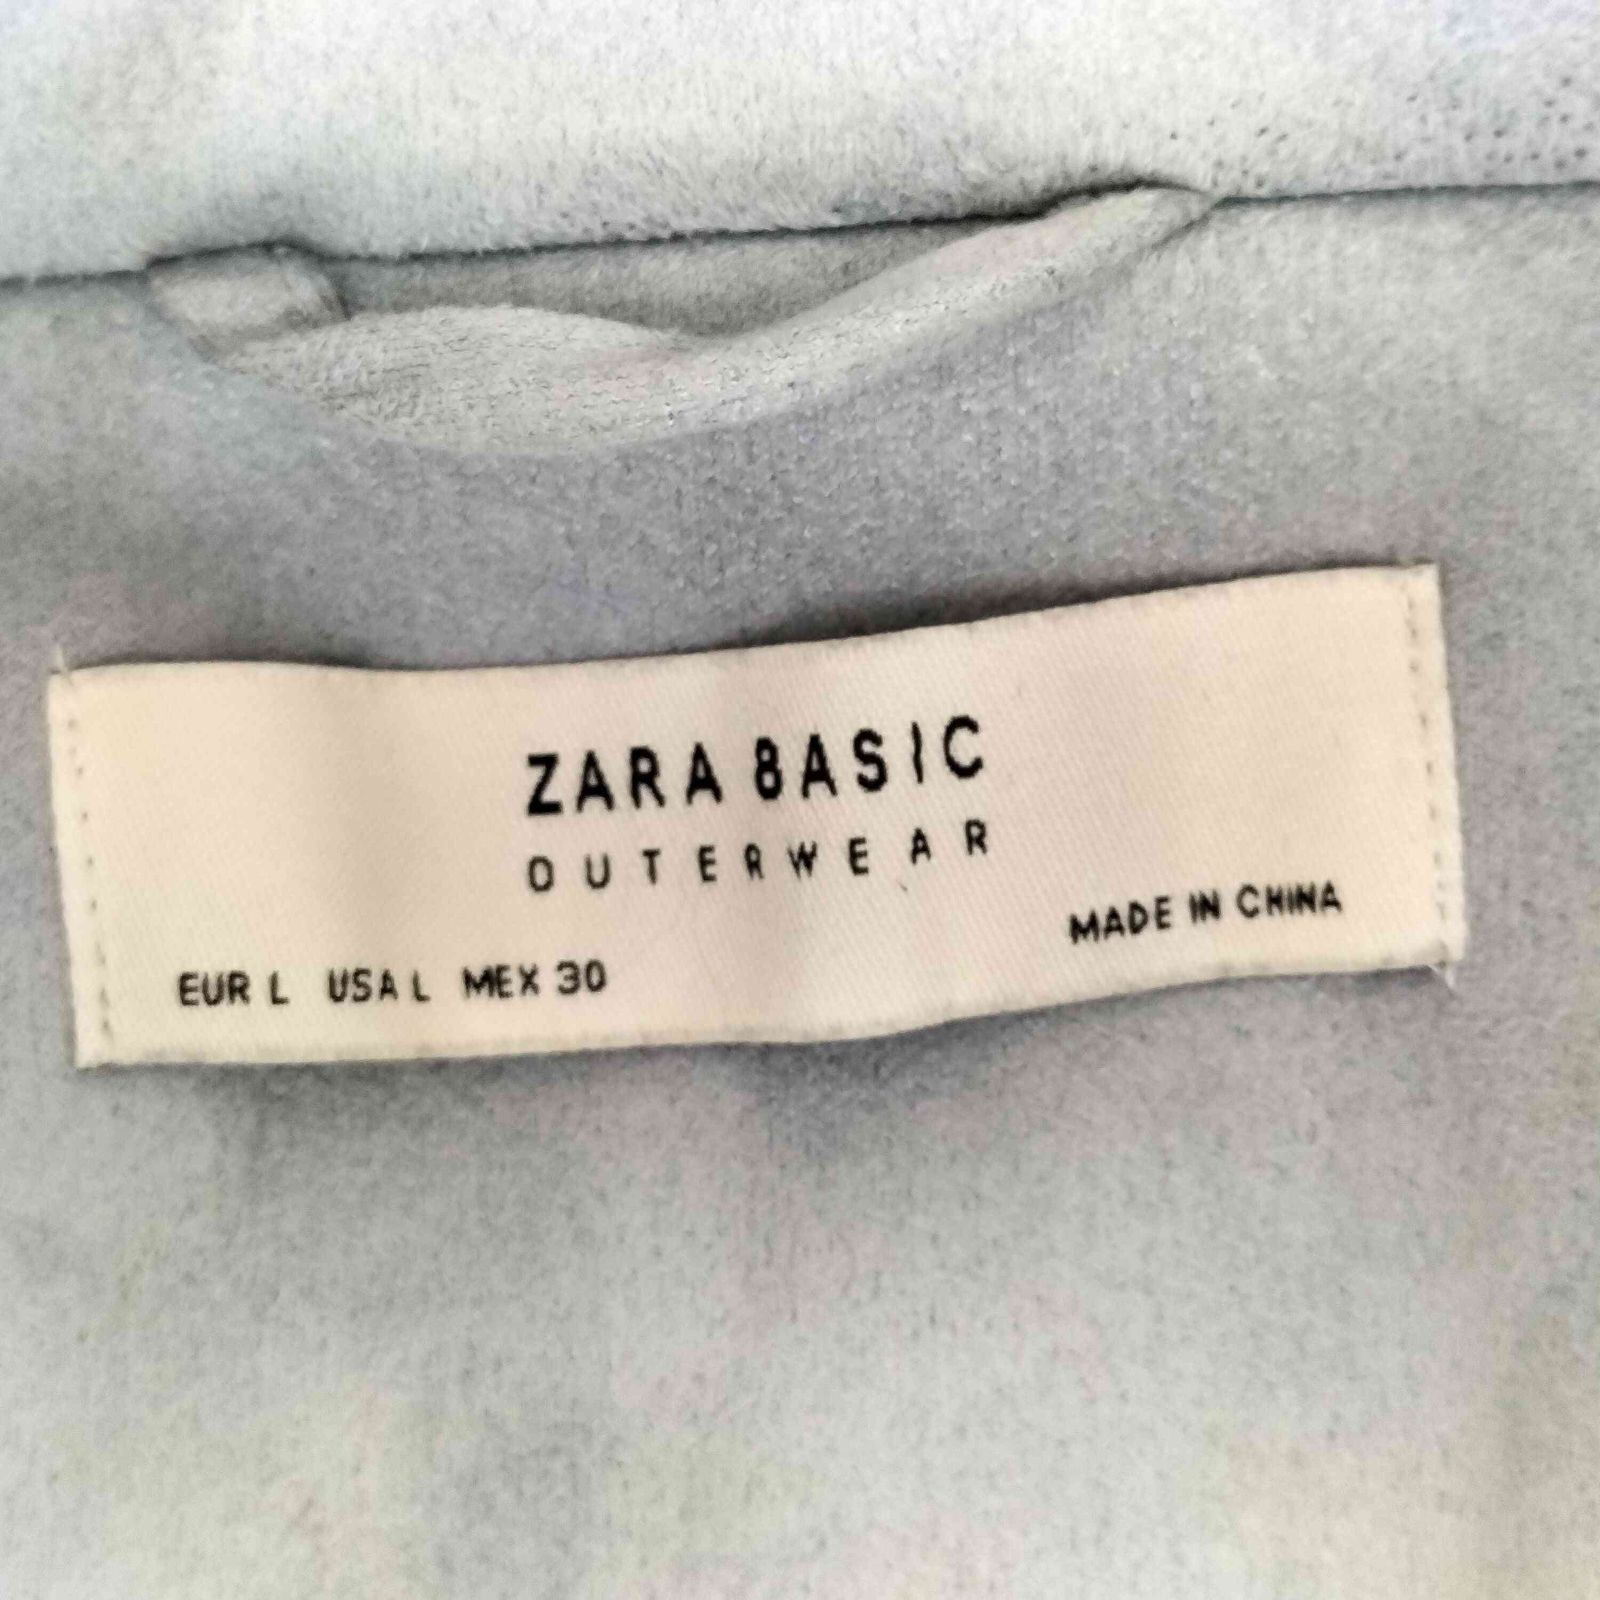 ZARA BASIC
OUTERWEAR
MADE IN CHINA
EUR L USA L MEX 30